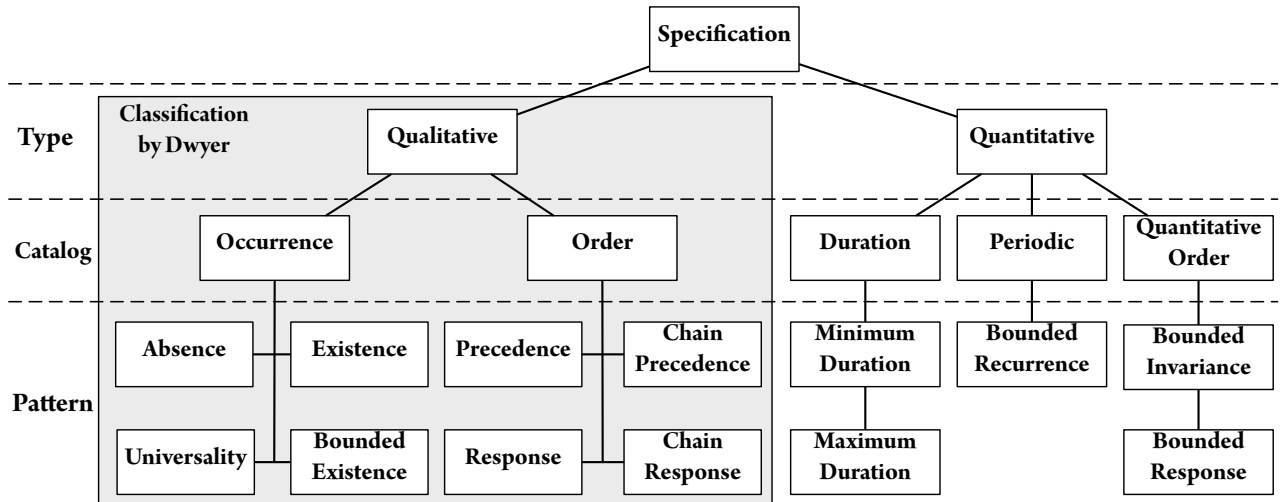 Specification
Classification
by Dwyer
Type
Qualitative
Quantitative
Catalog
Occurrence
Order
Duration
Periodic
Quantitative
Order
Pattern
Absence
Existence
Precedence
Chain
Precedence
Minimum
Duration
Bounded
Recurrence
Bounded
Invariance
Universality
Bounded
Existence
Response
Chain
Response
Maximum
Duration
Bounded
Response